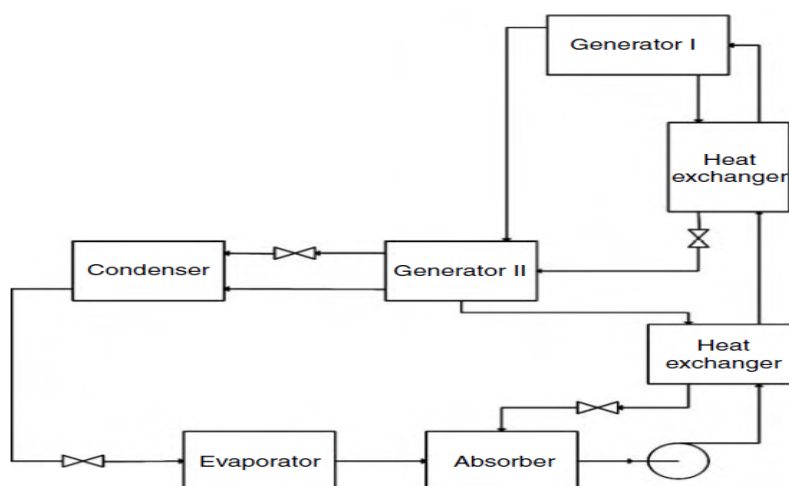 Generator I
Heat
exchanger
Condenser
Generator II
Heat
exchanger
Evaporator
Absorber